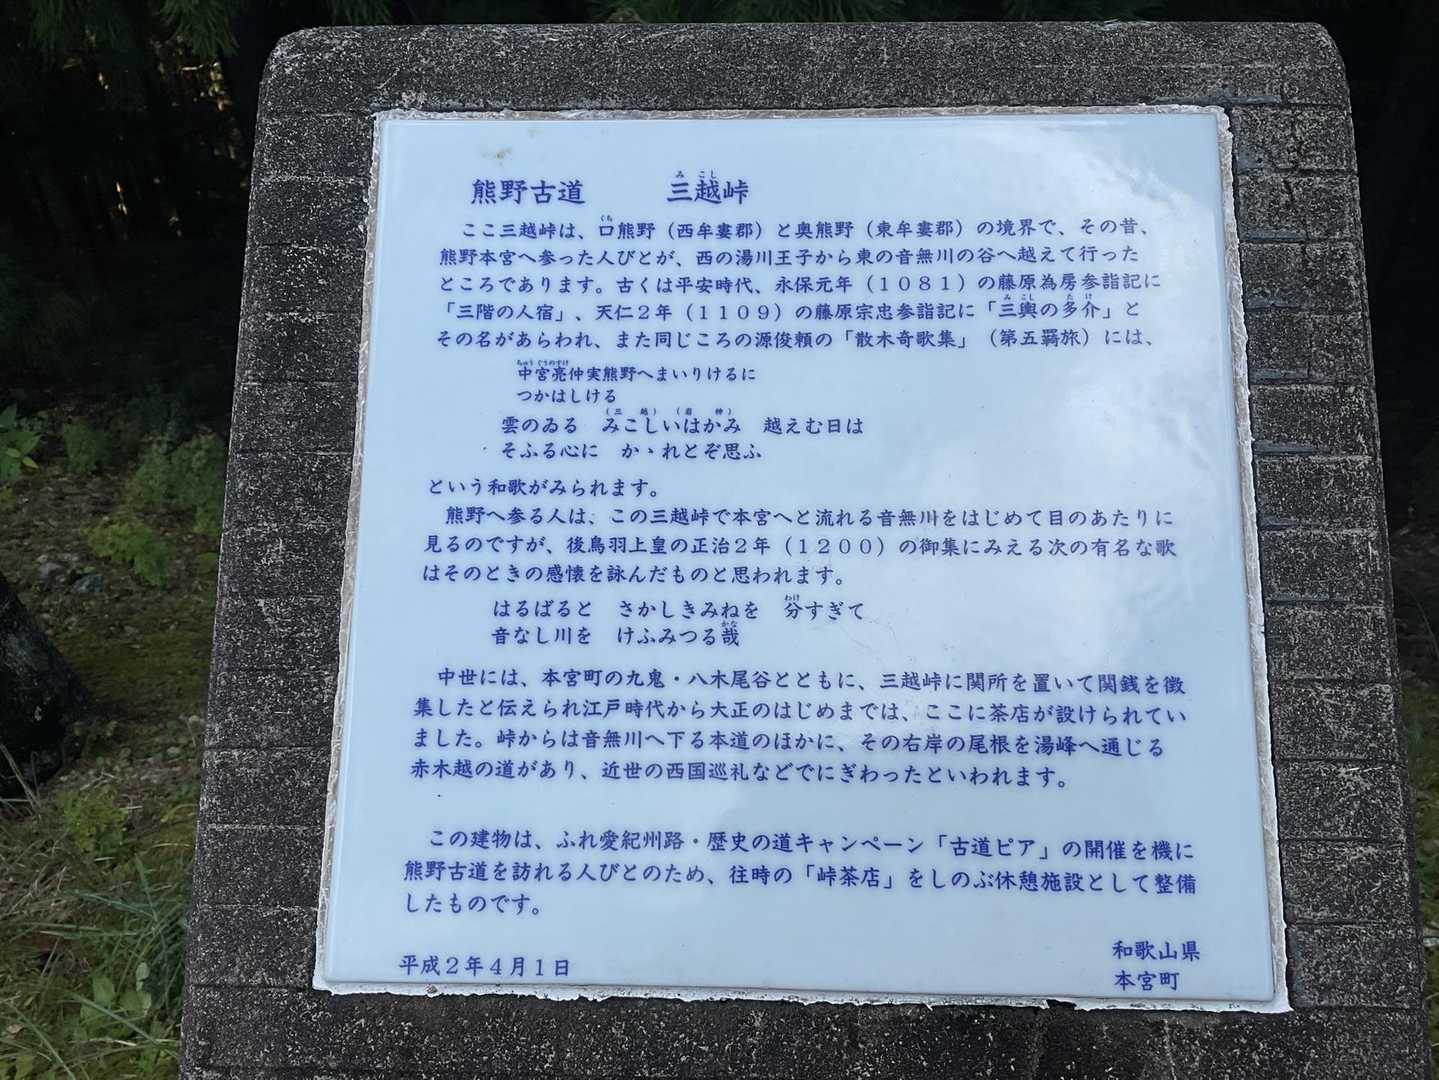 熊野古道　　三越峠
ここ三越峠は、口熊野（西牟婁郡）と奥熊野（東牟婁郡）の境界で、その昔、
熊野本宮へ参った人びとが、西の湯川王子から東の音無川の谷へ越えて行った
ところであります。古くは平安時代、永保元年（１０８１）の藤原為房参詣記に
「三階の人宿」、天仁２年（１１０９）の藤原宗忠参詣記に「三輿の多介」と
その名があらわれ、また同じころの源俊頼の「散木奇歌集」（第五羇旅）には、
中宮亮仲実熊野へまいりけるに
つかはしける
雲のゐる　みこしいはかみ　越えむ日は
そふる心に　かゝれとぞ思ふ
という和歌がみられます。
熊野へ参る人は、この三越峠で本宮へと流れる音無川をはじめて目のあたりに
見るのですが、後鳥羽上皇の正治２年（１２００）の御集にみえる次の有名な歌
はそのときの感懐を詠んだものと思われます。
はるばると　さかしきみねを　分すぎて
音なし川を　けふみつる哉
中世には、本宮町の九鬼・八木尾谷とともに、三越峠に関所を置いて関銭を徴
集したと伝えられ江戸時代から大正のはじめまでは、ここに茶店が設けられてい
ました。峠からは音無川へ下る本道のほかに、その右岸の尾根を湯峰へ通じる
赤木越の道があり、近世の西国巡礼などでにぎわったといわれます。
この建物は、ふれ愛紀州路・歴史の道キャンペーン「古道ピア」の開催を機に
熊野古道を訪れる人びとのため、往時の「峠茶店」をしのぶ休憩施設として整備
したものです。
平成２年４月１日
和歌山県
本宮町